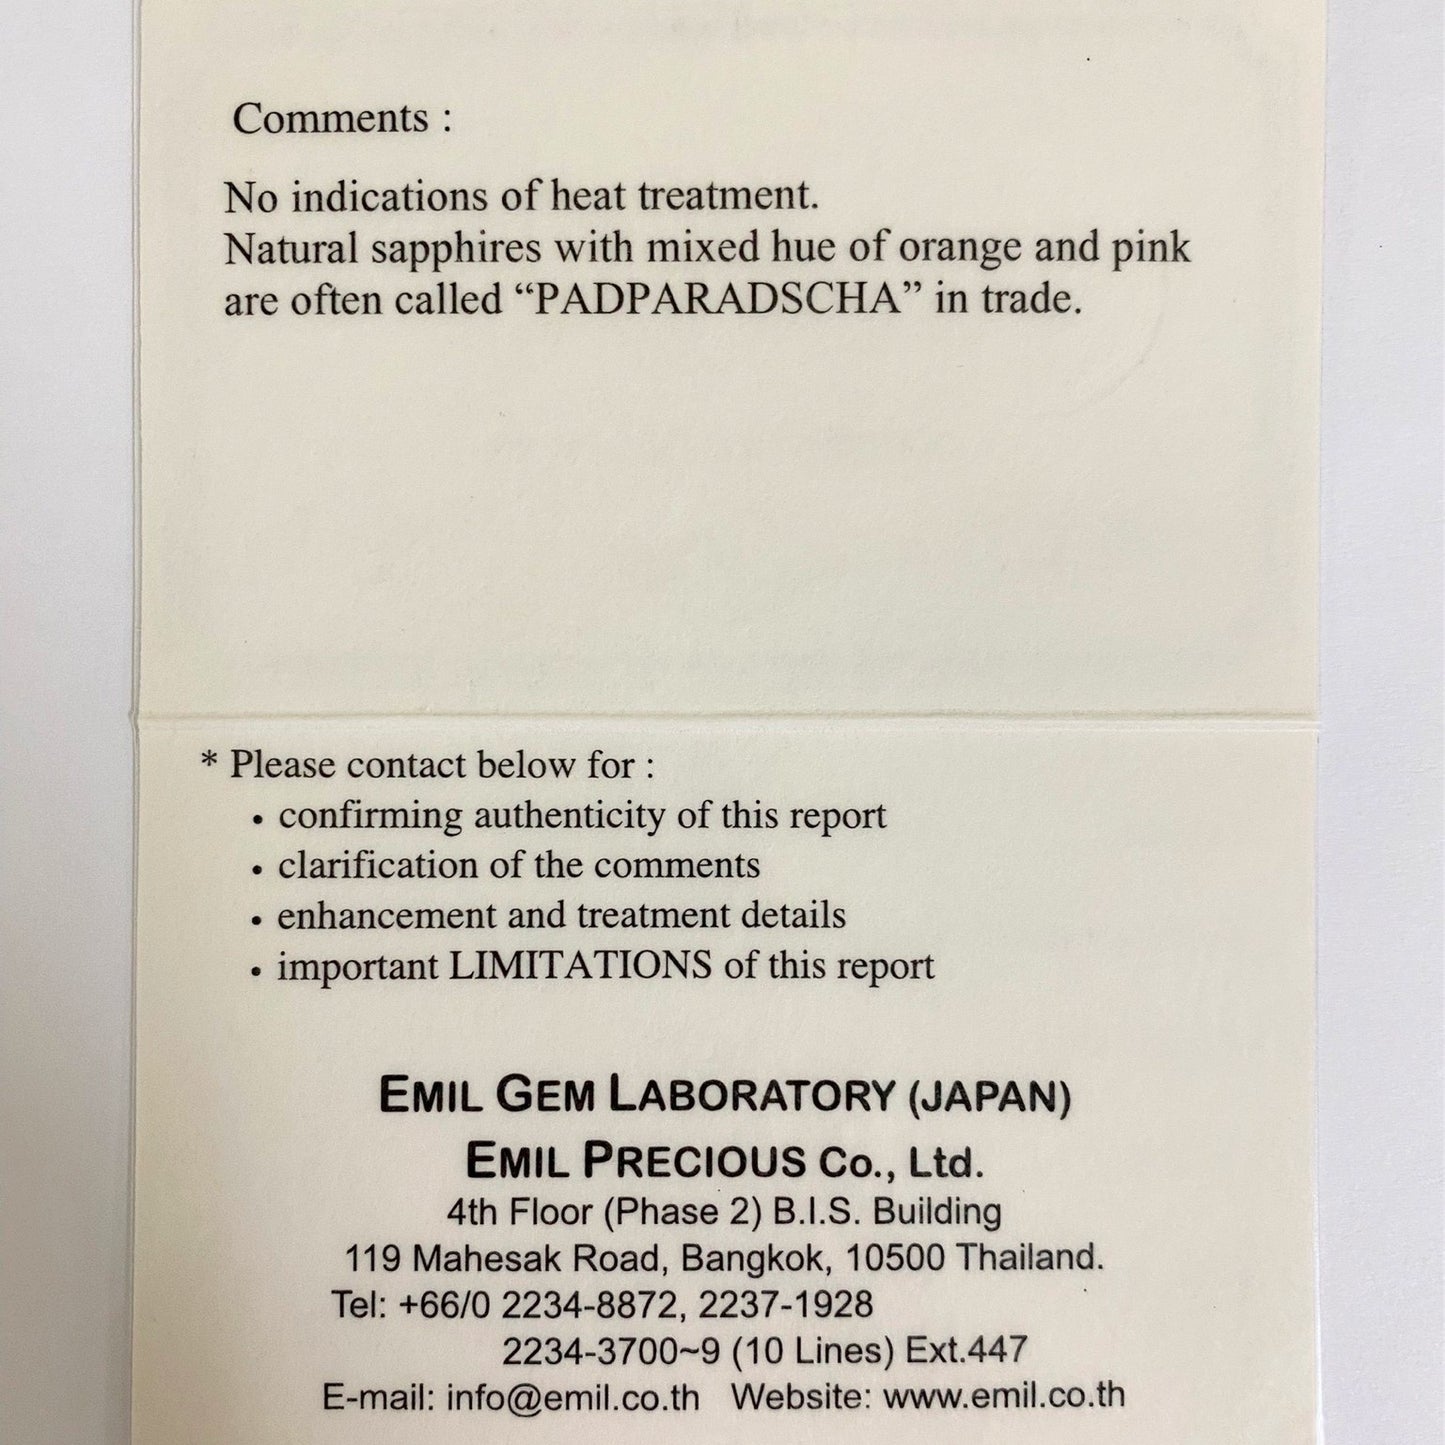 Comments :
No indications of heat treatment.
Natural sapphires with mixed hue of orange and pink
are often called “PADPARADSCHA” in trade.
* Please contact below for :
• confirming authenticity of this report
• clarification of the comments
• enhancement and treatment details
• important LIMITATIONS of this report
EMIL GEM LABORATORY (JAPAN)
EMIL PRECIOUS Co., Ltd.
4th Floor (Phase 2) B.I.S. Building
119 Mahesak Road, Bangkok, 10500 Thailand.
Tel: +66/0 2234-8872, 2237-1928
2234-3700~9 (10 Lines) Ext.447
E-mail: info@emil.co.th Website: www.emil.co.th